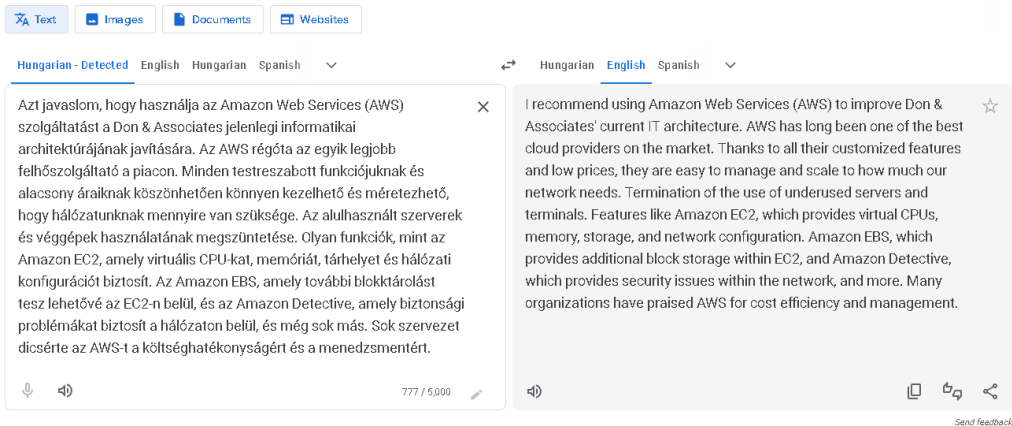 Text
Images
Documents
Websites
Hungarian - Detected
English
Hungarian
Spanish
Hungarian
English
Spanish
Azt javaslom, hogy használja az Amazon Web Services (AWS)
szolgáltatást a Don & Associates jelenlegi informatikai
architektúrájának javítására. Az AWS régóta az egyik legjobb
felhőszolgáltató a piacon. Minden testreszabott funkciójuknak és
alacsony áraiknak köszönhetően könnyen kezelhető és méretezhető,
hogy hálózatunknak mennyire van szüksége. Az alulhasznált szerverek
és véggépek használatának megszüntetése. Olyan funkciók, mint az
Amazon EC2, amely virtuális CPU-kat, memóriát, tárhelyet és hálózati
konfigurációt biztosít. Az Amazon EBS, amely további blokktárolást
tesz lehetővé az EC2-n belül, és az Amazon Detective, amely biztonsági
problémákat biztosít a hálózaton belül, és még sok más. Sok szervezet
dicsérte az AWS-t a költséghatékonyságért és a menedzsmentért.
777 / 5,000
I recommend using Amazon Web Services (AWS) to improve Don &
Associates' current IT architecture. AWS has long been one of the best
cloud providers on the market. Thanks to all their customized features
and low prices, they are easy to manage and scale to how much our
network needs. Termination of the use of underused servers and
terminals. Features like Amazon EC2, which provides virtual CPUs,
memory, storage, and network configuration. Amazon EBS, which
provides additional block storage within EC2, and Amazon Detective,
which provides security issues within the network, and more. Many
organizations have praised AWS for cost efficiency and management.
Send feedback